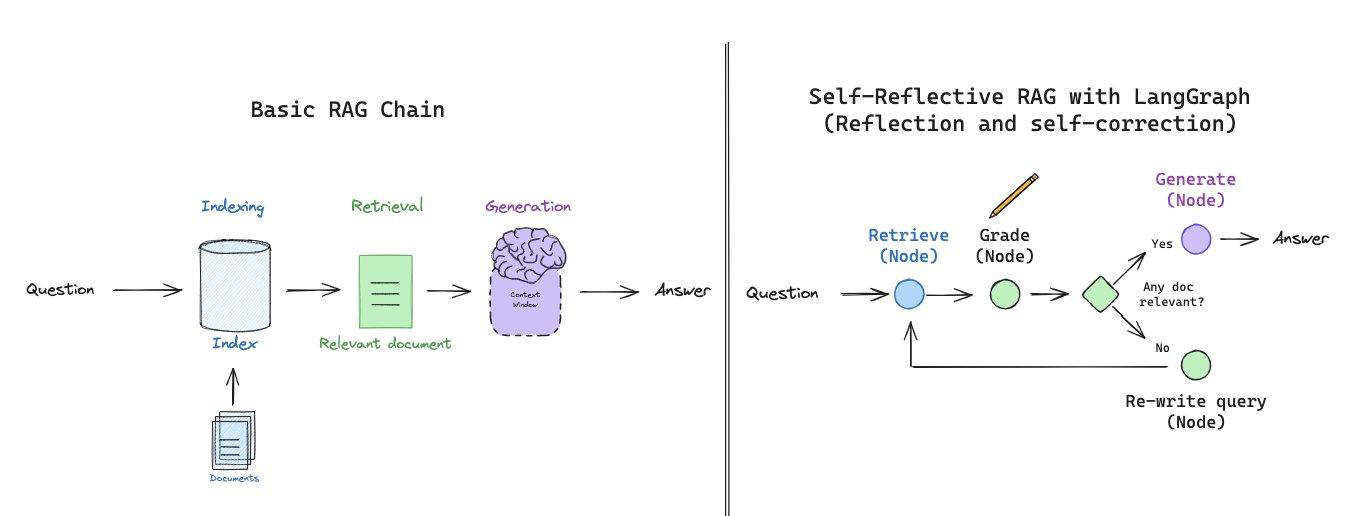 Basic RAG Chain
Indexing
Retrieval
Generation
Question
Context
Window
Answer
Index
Relevant document
Documents
Self-Reflective RAG with LangGraph
(Reflection and self-correction)
Generate
(Node)
Retrieve
(Node)
Grade
(Node)
Yes
Answer
Question
Any doc
relevant?
No
Re-write query
(Node)